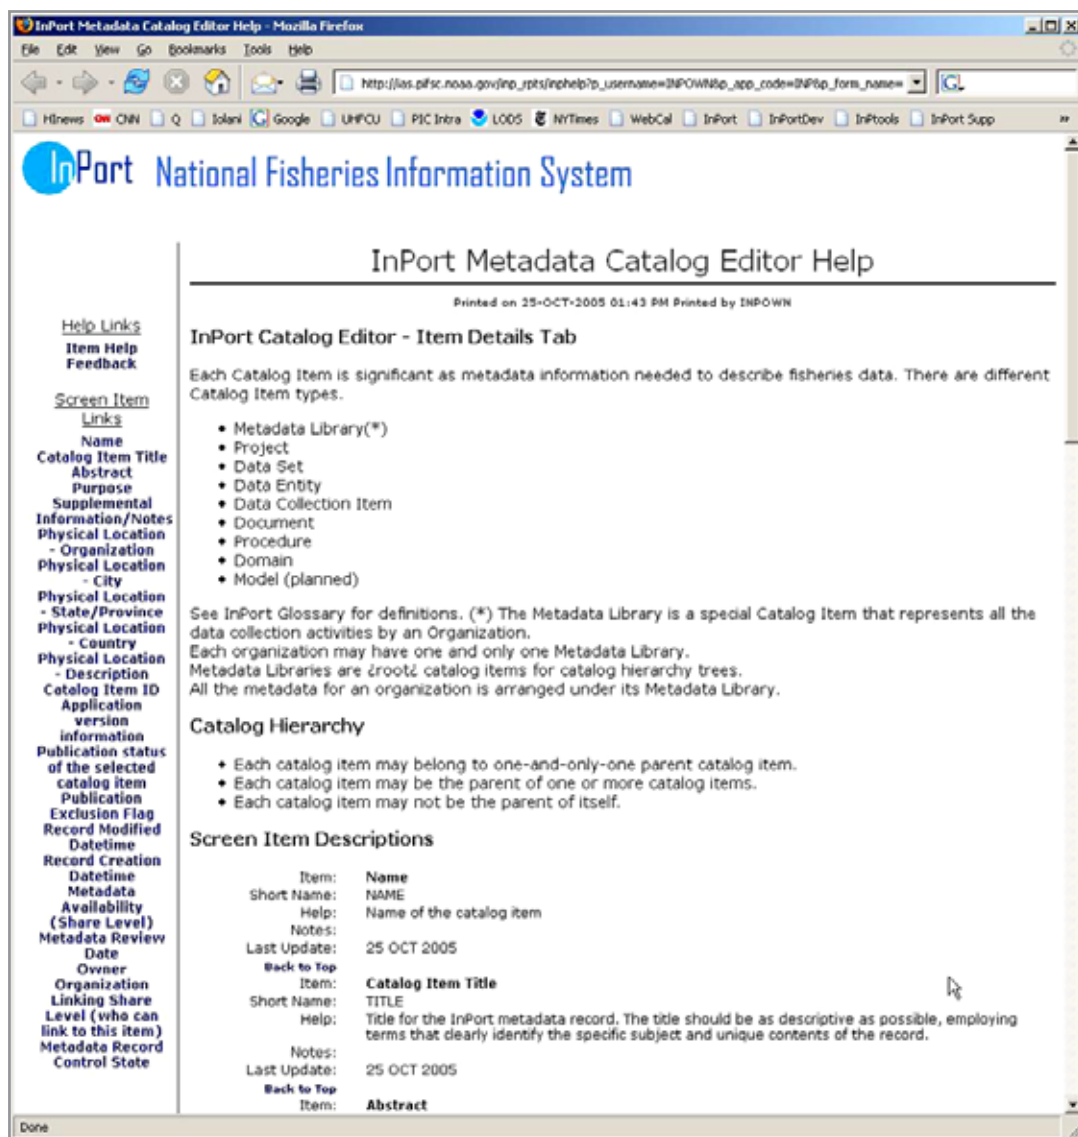 InPort Metadata Catalog Editor Help - Mozilla Firefox
File Edit View Go Bookmarks Tools Help
http://ias.pifsc.noaa.gov/inp_rpts/inphelp?p_username=INPOWN&p_app_code=INP&p_form_name=
HInews CNN Q Iolani Google UHFCU PIC Intra LODS NYTimes WebCal InPort InPortDev InPtools InPort Supp »
InPort National Fisheries Information System
InPort Metadata Catalog Editor Help
Printed on 25-OCT-2005 01:43 PM Printed by INPOWN
Help Links
Item Help
Feedback
Screen Item
Links
Name
Catalog Item Title
Abstract
Purpose
Supplemental
Information/Notes
Physical Location
- Organization
Physical Location
- City
Physical Location
- State/Province
Physical Location
- Country
Physical Location
- Description
Catalog Item ID
Application
version
information
Publication status
of the selected
catalog item
Publication
Exclusion Flag
Record Modified
Datetime
Record Creation
Datetime
Metadata
Availability
(Share Level)
Metadata Review
Date
Owner
Organization
Linking Share
Level (who can
link to this item)
Metadata Record
Control State
InPort Catalog Editor - Item Details Tab
Each Catalog Item is significant as metadata information needed to describe fisheries data. There are different
Catalog Item types.
• Metadata Library(*)
• Project
• Data Set
• Data Entity
• Data Collection Item
• Document
• Procedure
• Domain
• Model (planned)
See InPort Glossary for definitions. (*) The Metadata Library is a special Catalog Item that represents all the
data collection activities by an Organization.
Each organization may have one and only one Metadata Library.
Metadata Libraries are ¿root¿ catalog items for catalog hierarchy trees.
All the metadata for an organization is arranged under its Metadata Library.
Catalog Hierarchy
• Each catalog item may belong to one-and-only-one parent catalog item.
• Each catalog item may be the parent of one or more catalog items.
• Each catalog item may not be the parent of itself.
Screen Item Descriptions
Item: Name
Short Name: NAME
Help: Name of the catalog item
Notes:
Last Update: 25 OCT 2005
Back to Top
Item: Catalog Item Title
Short Name: TITLE
Help: Title for the InPort metadata record. The title should be as descriptive as possible, employing
terms that clearly identify the specific subject and unique contents of the record.
Notes:
Last Update: 25 OCT 2005
Back to Top
Item: Abstract
Done